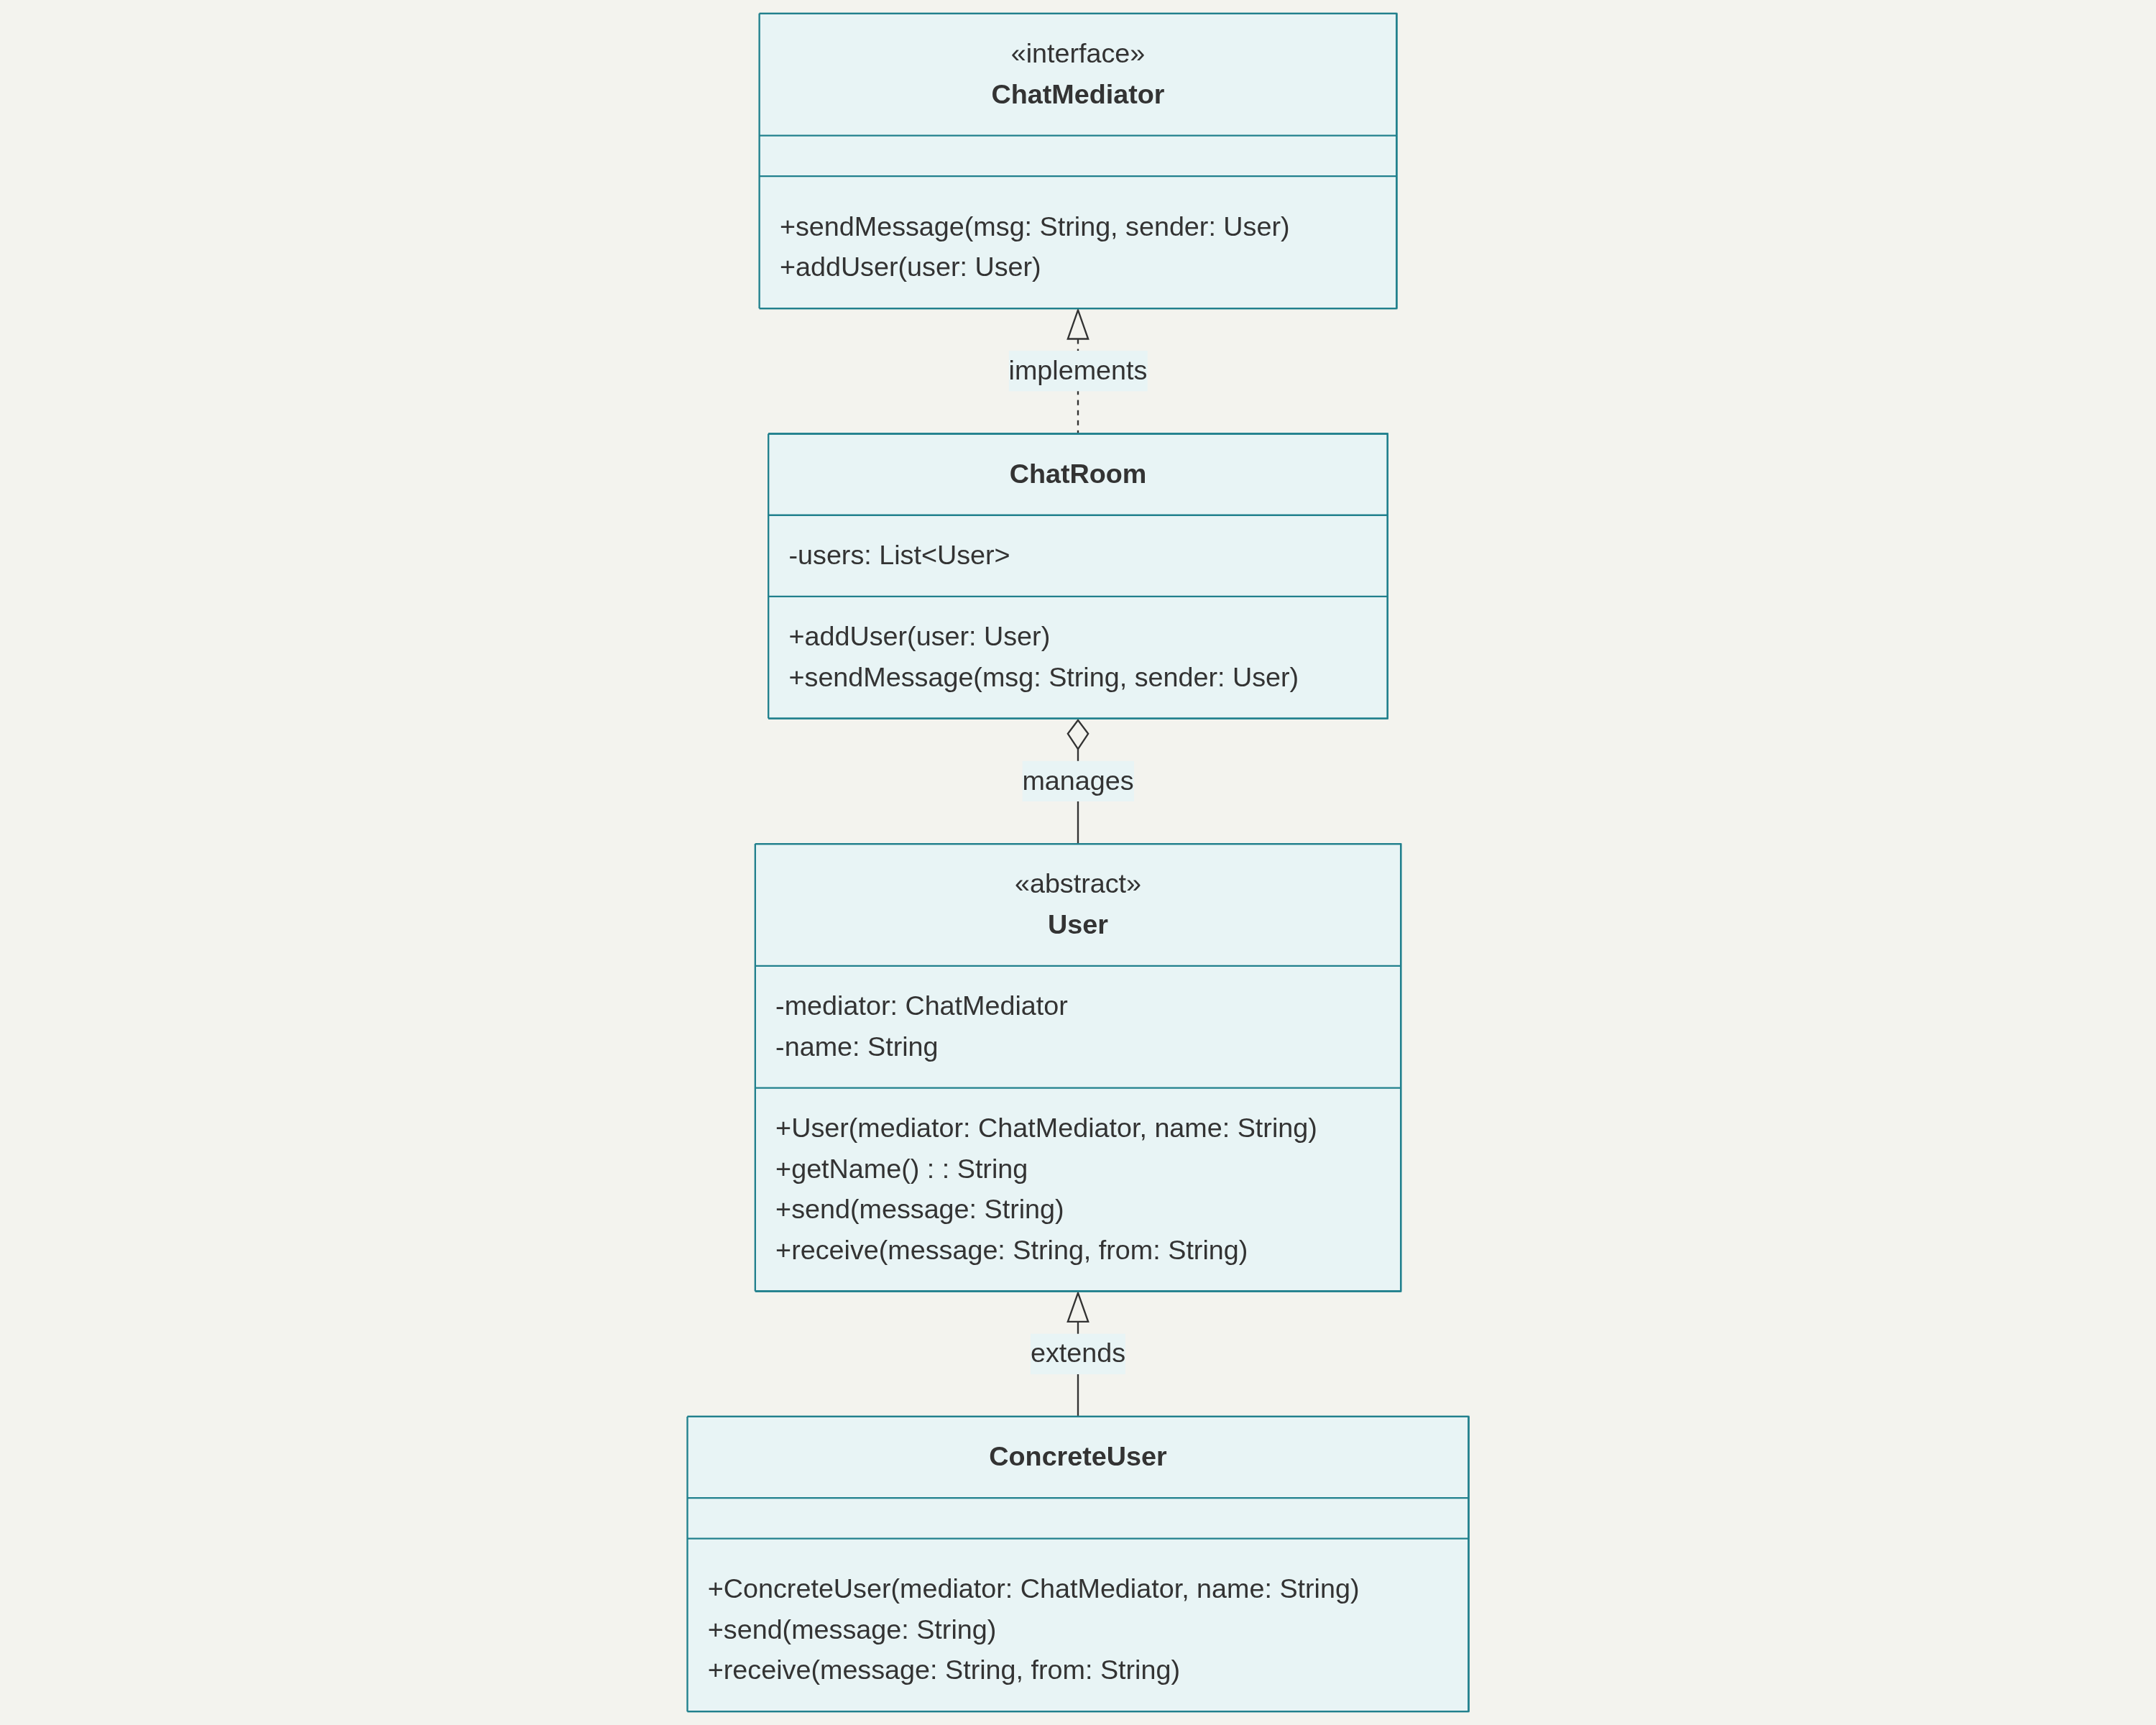 «interface»
ChatMediator
+sendMessage(msg: String, sender: User)
+addUser(user: User)
implements
ChatRoom
-users: List<User>
+addUser(user: User)
+sendMessage(msg: String, sender: User)
manages
«abstract»
User
-mediator: ChatMediator
-name: String
+User(mediator: ChatMediator, name: String)
+getName() : : String
+send(message: String)
+receive(message: String, from: String)
extends
ConcreteUser
+ConcreteUser(mediator: ChatMediator, name: String)
+send(message: String)
+receive(message: String, from: String)